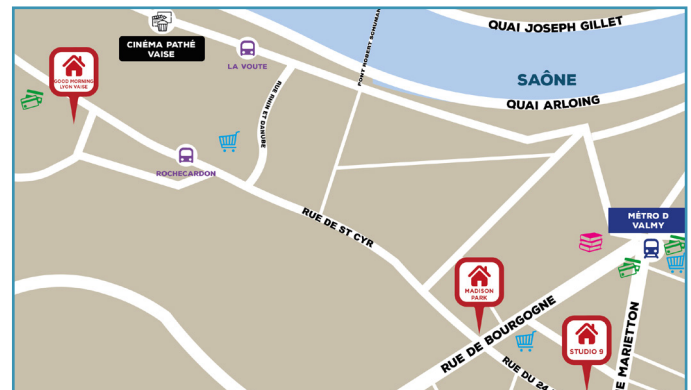 QUAI JOSEPH GILLET
CINÉMA PATHÉ
VAISE
LA VOUTE
PONT ROBERT SCHUMAN
SAÔNE
GOOD MORNING
LYON VAISE
QUAI ARLOING
RUE RHIN ET DANUBE
ROCHECARDON
RUE DE ST CYR
MÉTRO D
VALMY
MADISON
PARK
RUE DE BOURGOGNE
STUDIO 9
RUE DU 24
E MARIETTON